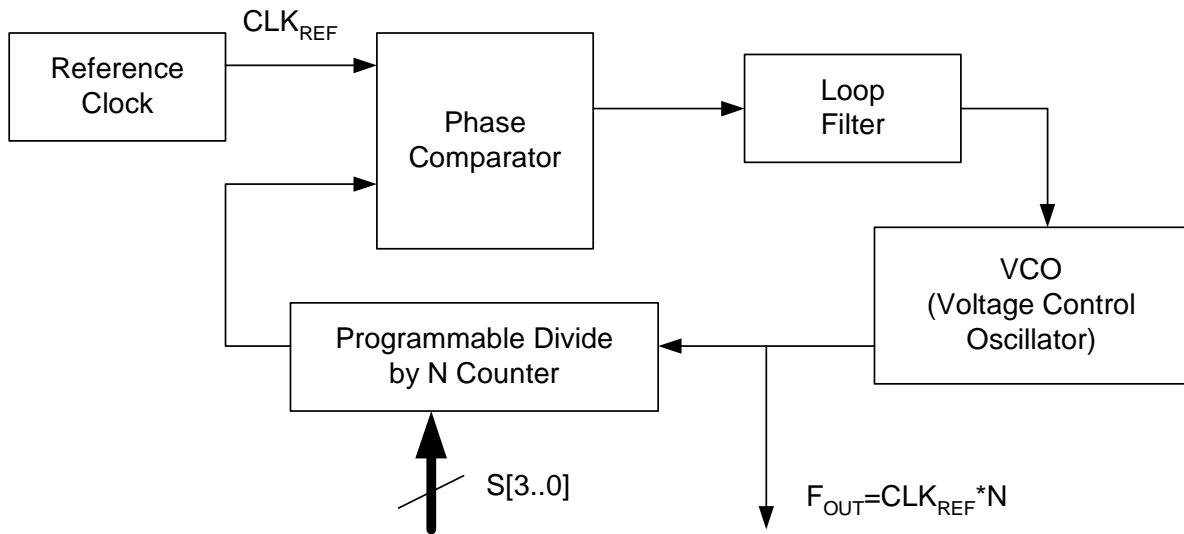 CLK_REF
Reference
Clock
Phase
Comparator
Loop
Filter
VCO
(Voltage Control
Oscillator)
Programmable Divide
by N Counter
S[3..0]
F_OUT=CLK_REF*N